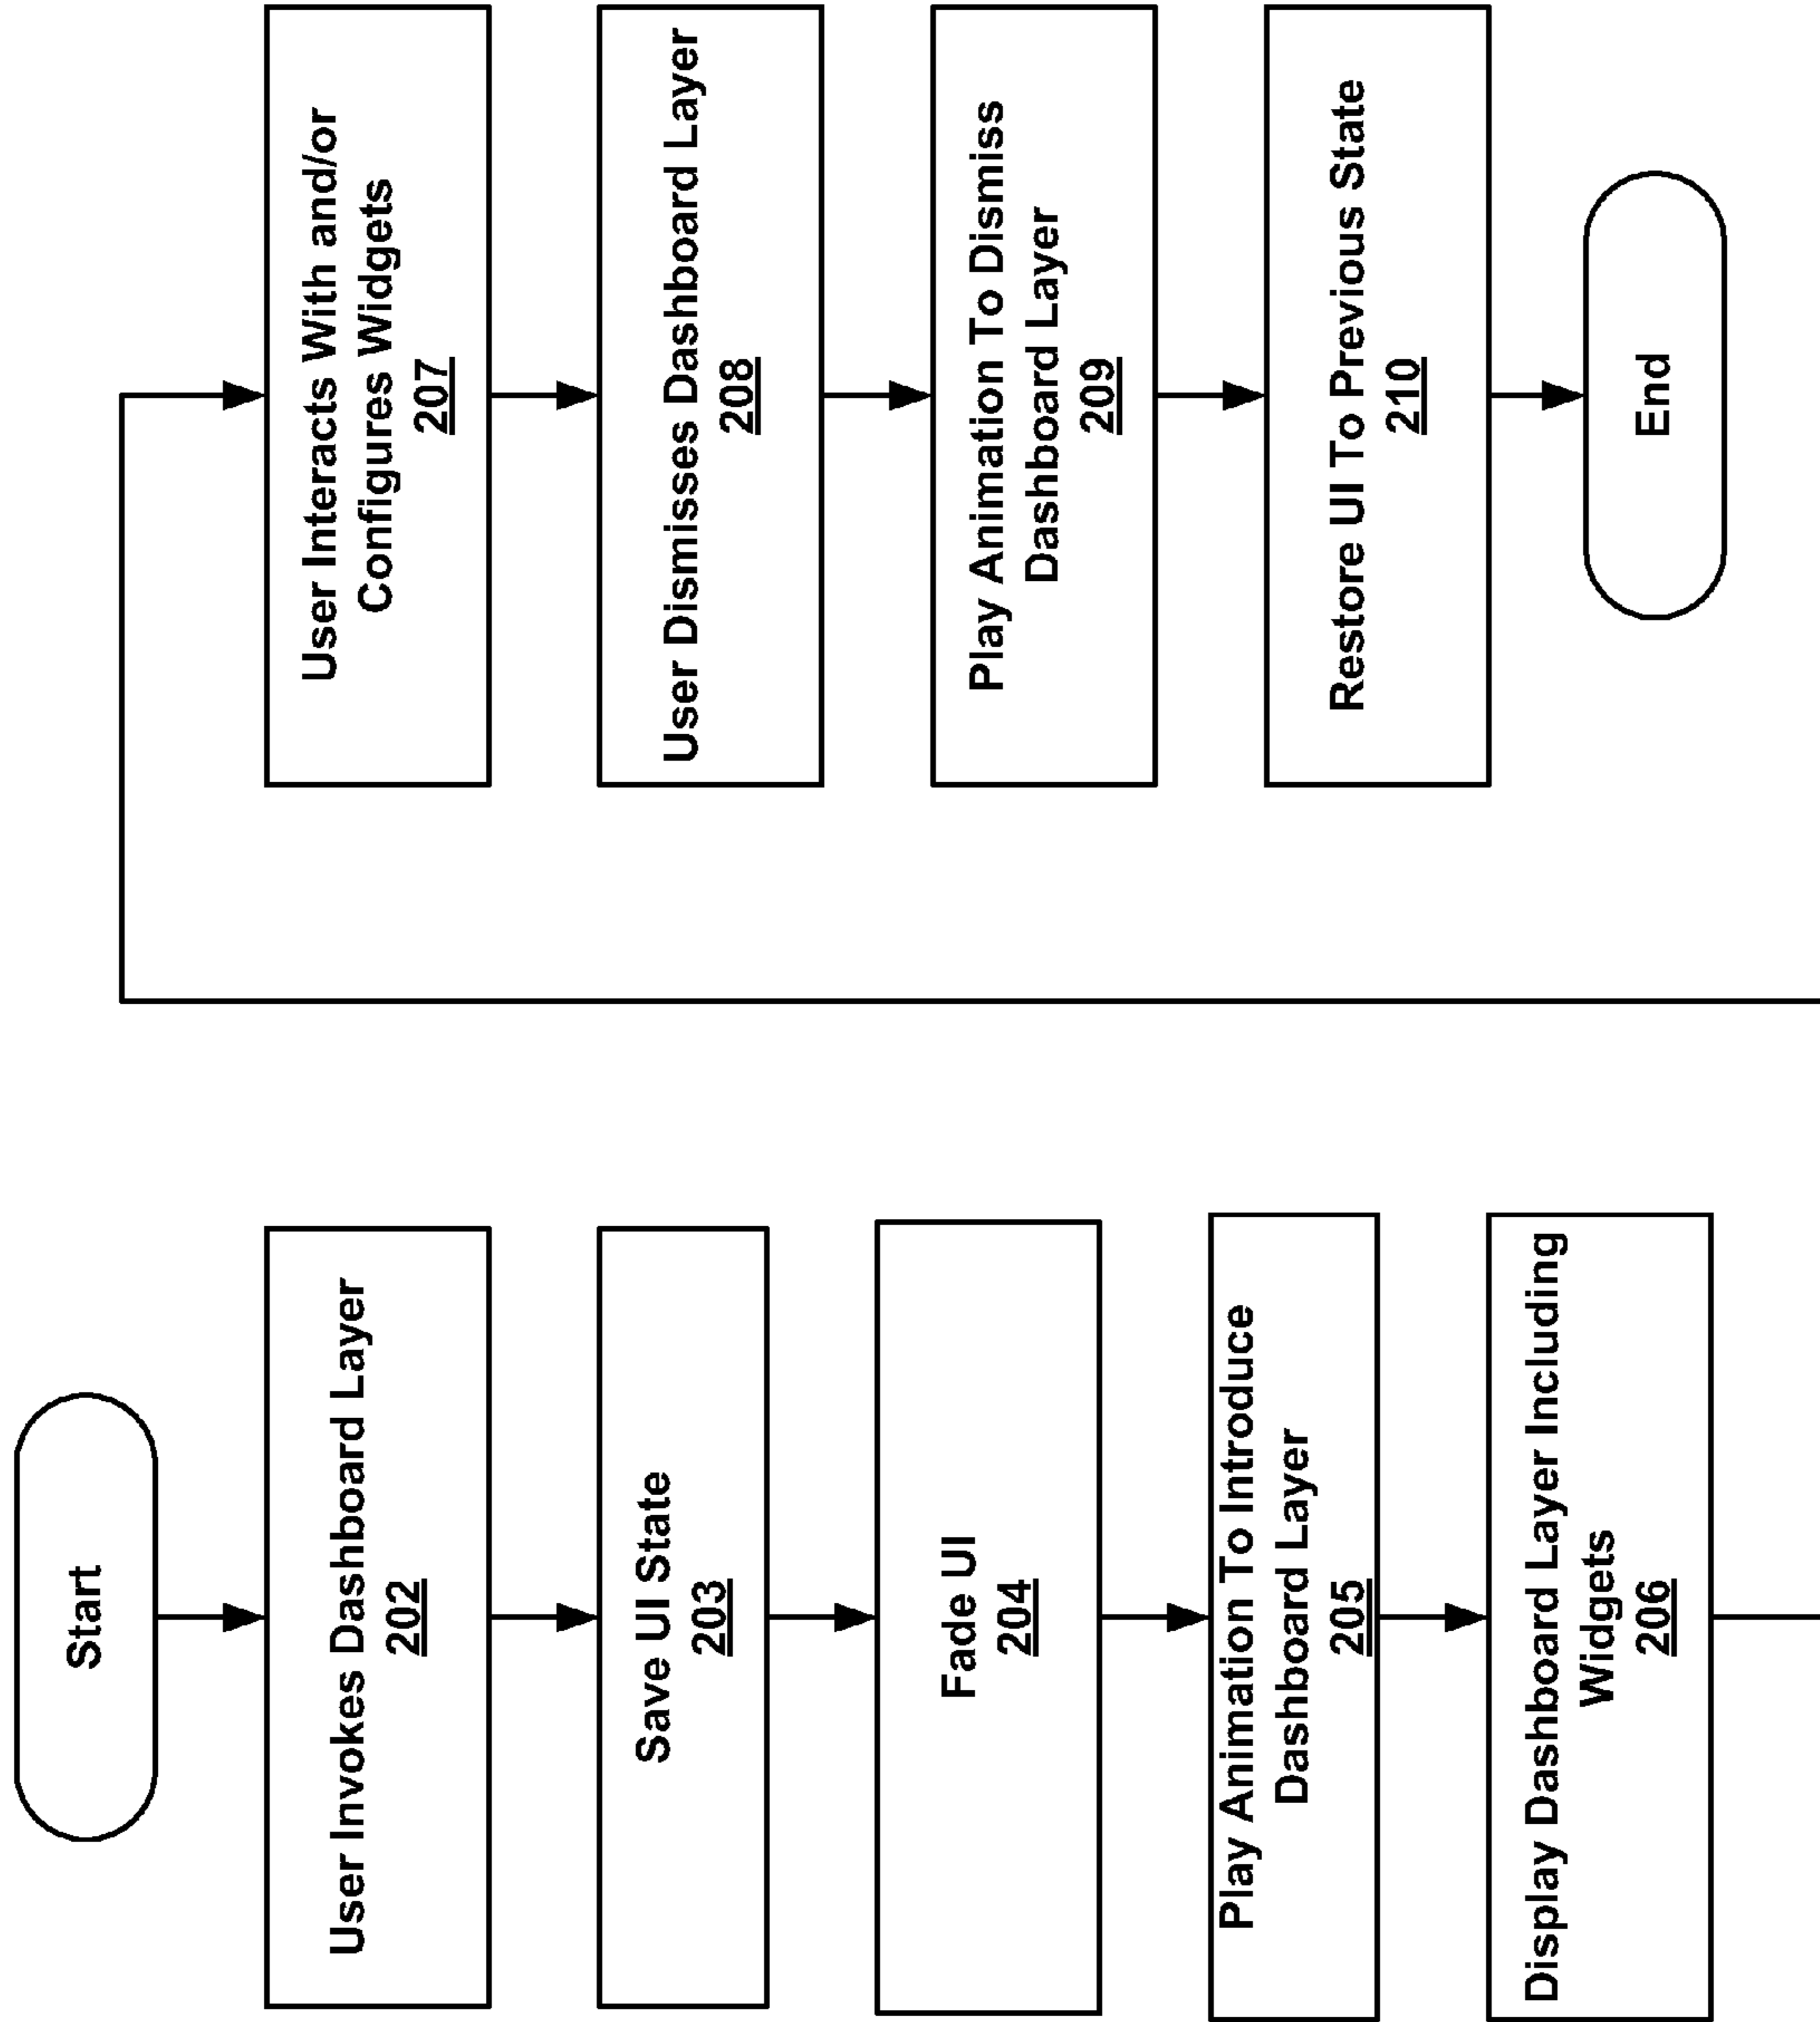 Start
User Invokes Dashboard Layer
202
Save UI State
203
Fade UI
204
Play Animation To Introduce
Dashboard Layer
205
Display Dashboard Layer Including
Widgets
206
User Interacts With and/or
Configures Widgets
207
User Dismisses Dashboard Layer
208
Play Animation To Dismiss
Dashboard Layer
209
Restore UI To Previous State
210
End